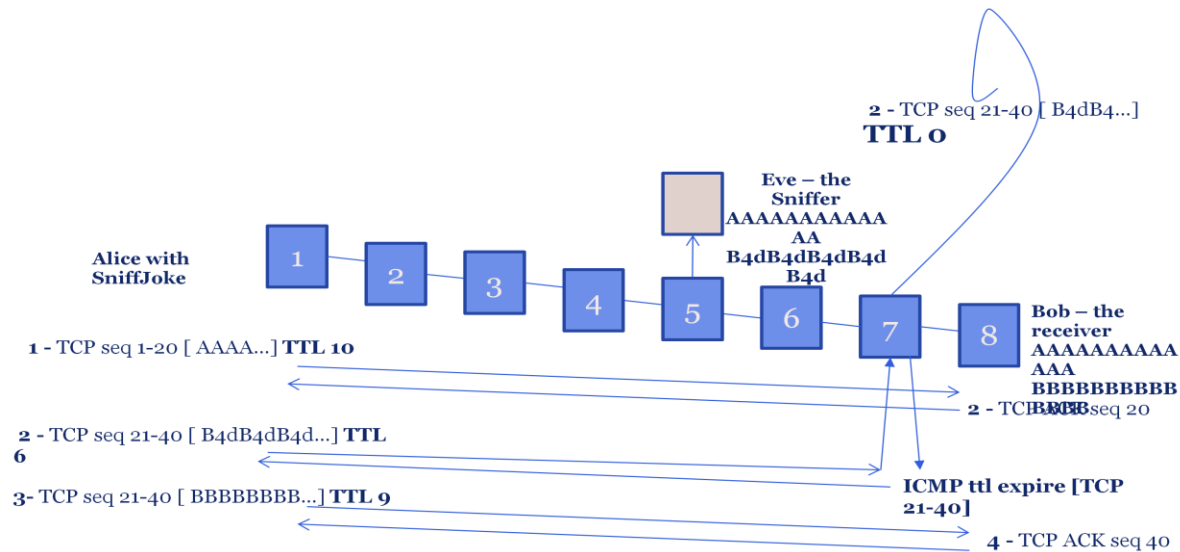 2 - TCP seq 21-40 [ B4dB4...]
TTL 0
Eve – the
Sniffer
AAAAAAAAAAA
AA
B4dB4dB4dB4d
B4d
Alice with
SniffJoke
1
2
3
4
5
6
7
8
Bob – the
receiver
AAAAAAAAAA
AAA
BBBBBBBBBB
1 - TCP seq 1-20 [ AAAA...] TTL 10
2 - TCP ACK seq 20
2 - TCP seq 21-40 [ B4dB4dB4d...] TTL
6
ICMP ttl expire [TCP
21-40]
3- TCP seq 21-40 [ BBBBBBBB...] TTL 9
4 - TCP ACK seq 40